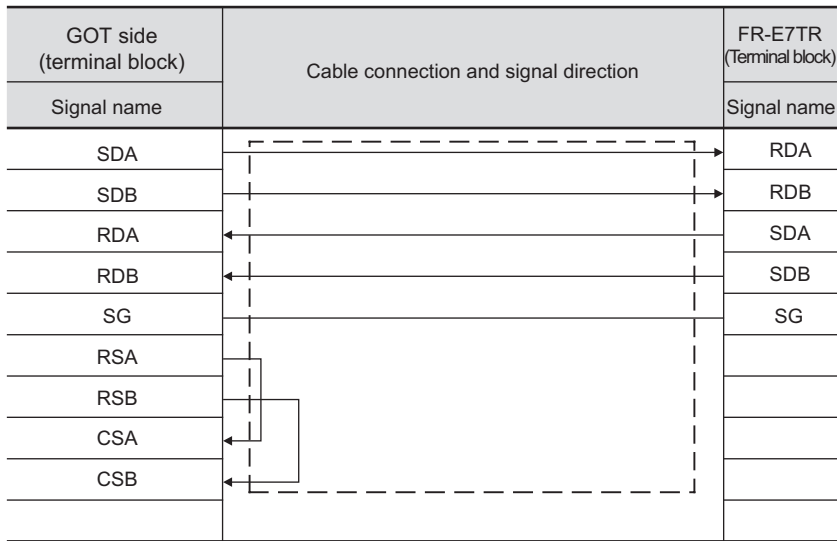 GOT side
(terminal block)
Cable connection and signal direction
FR-E7TR
(Terminal block)
Signal name
Signal name
SDA
RDA
SDB
RDB
RDA
SDA
RDB
SDB
SG
SG
RSA
RSB
CSA
CSB